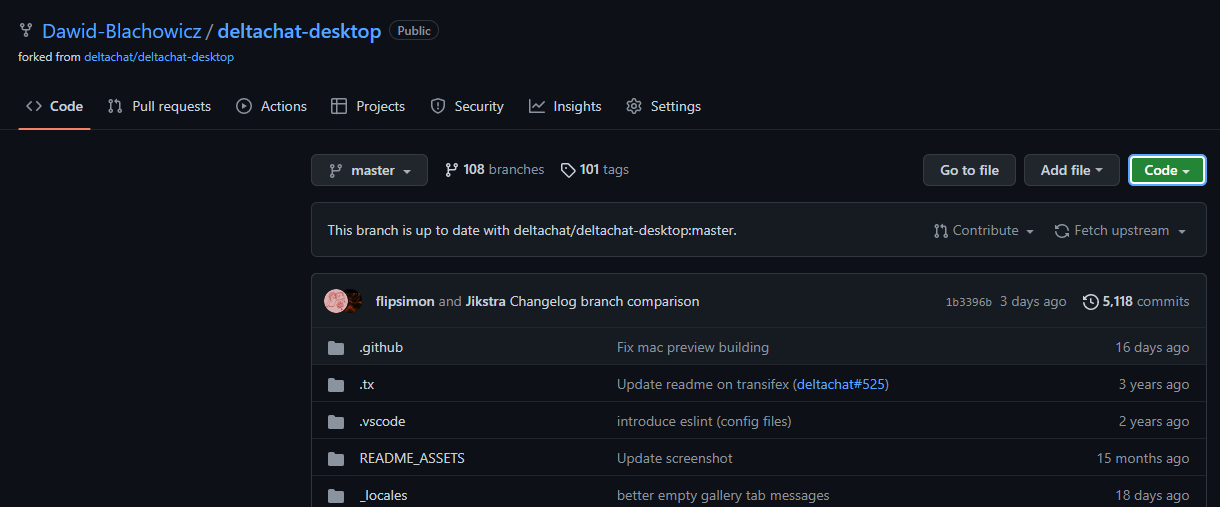 Dawid-Blachowicz / deltachat-desktop Public
forked from deltachat/deltachat-desktop
Code Pull requests Actions Projects Security Insights Settings
master 108 branches 101 tags Go to file Add file Code
This branch is up to date with deltachat/deltachat-desktop:master. Contribute Fetch upstream
flipsimon and Jikstra Changelog branch comparison 1b3396b 3 days ago 5,118 commits
.github Fix mac preview building 16 days ago
.tx Update readme on transifex (deltachat#525) 3 years ago
.vscode introduce eslint (config files) 2 years ago
README_ASSETS Update screenshot 15 months ago
_locales better empty gallery tab messages 18 days ago